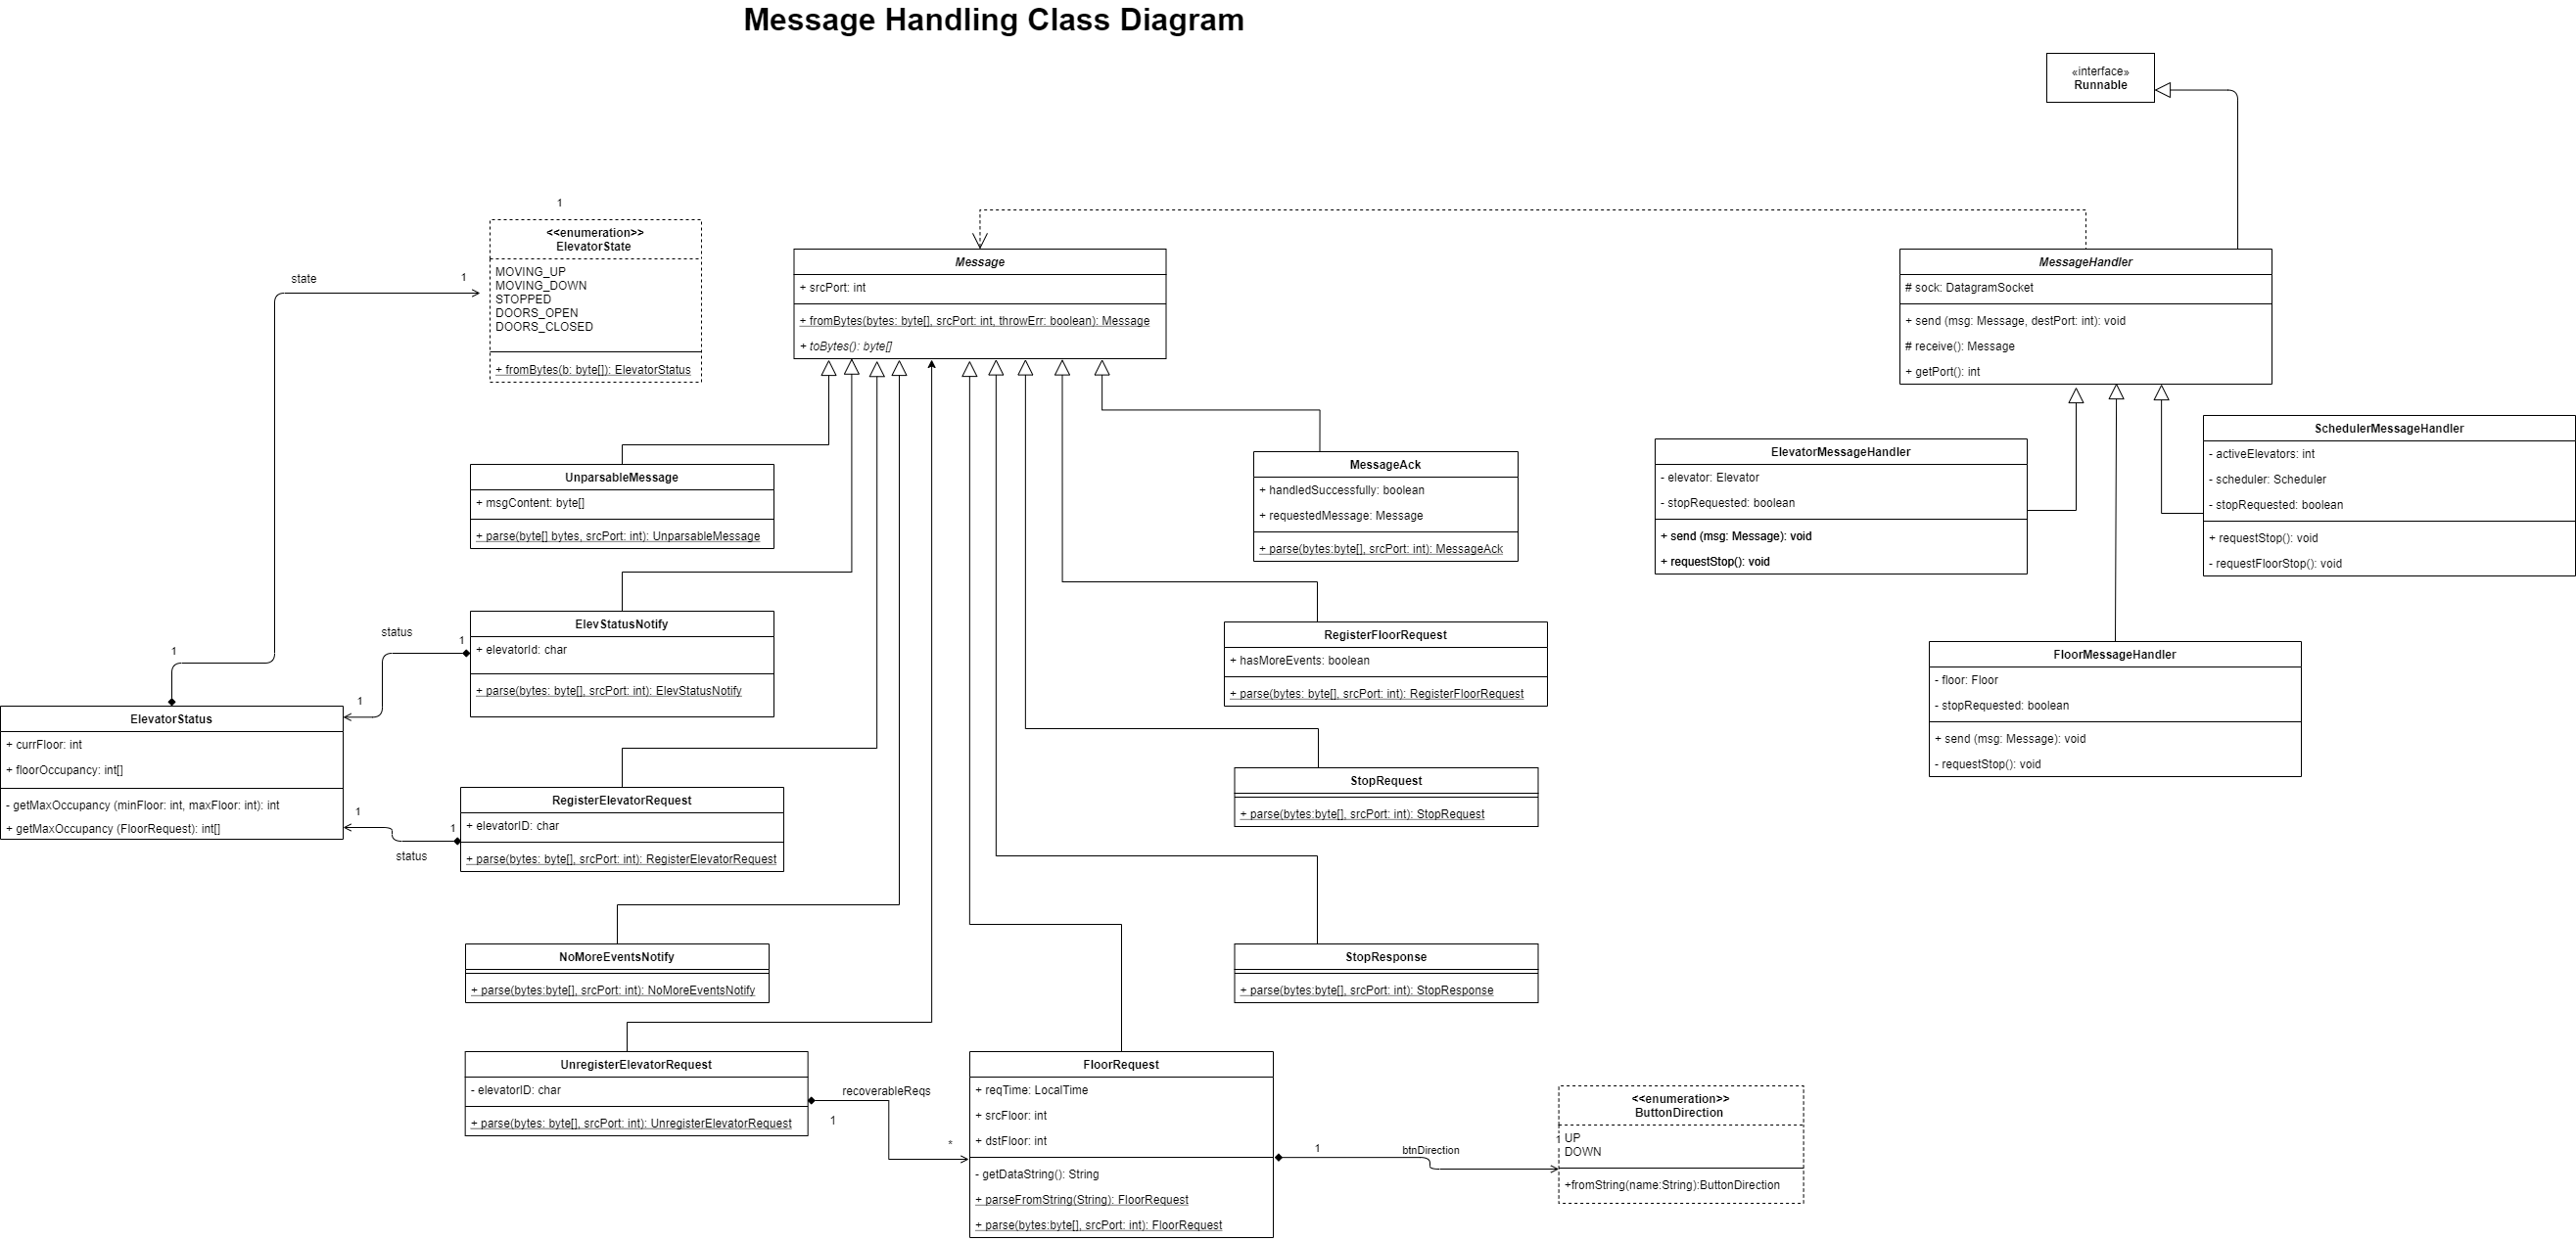 Message Handling Class Diagram
«interface»
Runnable
1
<<enumeration>>
ElevatorState
MOVING_UP
MOVING_DOWN
STOPPED
DOORS_OPEN
DOORS_CLOSED
+ fromBytes(b: byte[]): ElevatorStatus
state
1
1
Message
+ srcPort: int
+ fromBytes(bytes: byte[], srcPort: int, throwErr: boolean): Message
+ toBytes(): byte[]
MessageHandler
# sock: DatagramSocket
+ send (msg: Message, destPort: int): void
# receive(): Message
+ getPort(): int
UnparsableMessage
+ msgContent: byte[]
+ parse(byte[] bytes, srcPort: int): UnparsableMessage
MessageAck
+ handledSuccessfully: boolean
+ requestedMessage: Message
+ parse(bytes:byte[], srcPort: int): MessageAck
ElevatorMessageHandler
- elevator: Elevator
- stopRequested: boolean
+ send (msg: Message): void
+ requestStop(): void
SchedulerMessageHandler
- activeElevators: int
- scheduler: Scheduler
- stopRequested: boolean
+ requestStop(): void
- requestFloorStop(): void
ElevStatusNotify
+ elevatorId: char
+ parse(bytes: byte[], srcPort: int): ElevStatusNotify
status
1
1
RegisterFloorRequest
+ hasMoreEvents: boolean
+ parse(bytes: byte[], srcPort: int): RegisterFloorRequest
FloorMessageHandler
- floor: Floor
- stopRequested: boolean
+ send (msg: Message): void
- requestStop(): void
ElevatorStatus
+ currFloor: int
+ floorOccupancy: int[]
- getMaxOccupancy (minFloor: int, maxFloor: int): int
+ getMaxOccupancy (FloorRequest): int[]
1
1
status
RegisterElevatorRequest
+ elevatorID: char
+ parse(bytes: byte[], srcPort: int): RegisterElevatorRequest
StopRequest
+ parse(bytes:byte[], srcPort: int): StopRequest
NoMoreEventsNotify
+ parse(bytes:byte[], srcPort: int): NoMoreEventsNotify
StopResponse
+ parse(bytes:byte[], srcPort: int): StopResponse
UnregisterElevatorRequest
- elevatorID: char
+ parse(bytes: byte[], srcPort: int): UnregisterElevatorRequest
recoverableReqs
1
*
FloorRequest
+ reqTime: LocalTime
+ srcFloor: int
+ dstFloor: int
- getDataString(): String
+ parseFromString(String): FloorRequest
+ parse(bytes:byte[], srcPort: int): FloorRequest
1
btnDirection
1
<<enumeration>>
ButtonDirection
UP
DOWN
+fromString(name:String):ButtonDirection